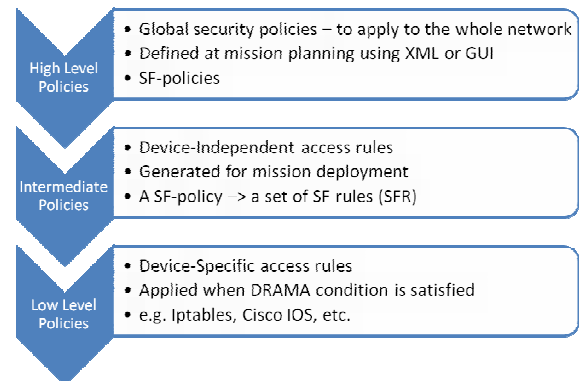 High Level
Policies
• Global security policies – to apply to the whole network
• Defined at mission planning using XML or GUI
• SF-policies
Intermediate
Policies
• Device-Independent access rules
• Generated for mission deployment
• A SF-policy –> a set of SF rules (SFR)
Low Level
Policies
• Device-Specific access rules
• Applied when DRAMA condition is satisfied
• e.g. Iptables, Cisco IOS, etc.